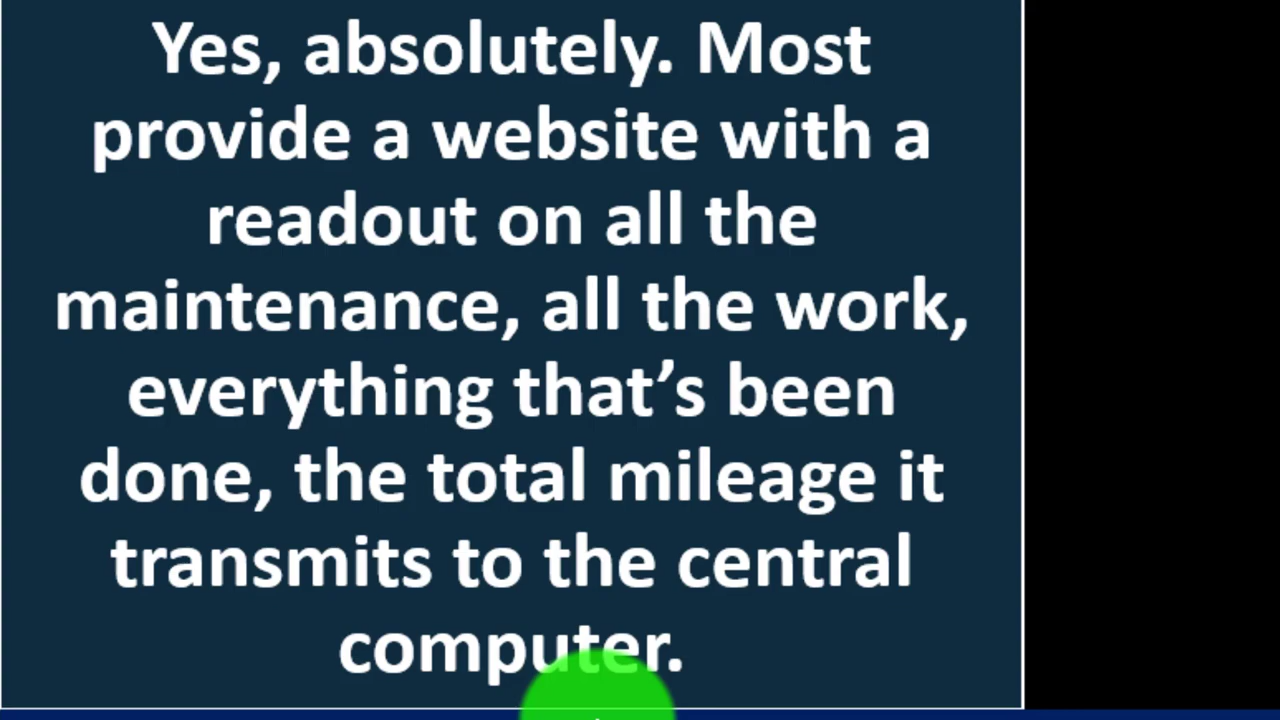 Yes, absolutely. Most
provide a website with a
readout on all the
maintenance, all the work,
everything that’s been
done, the total mileage it
transmits to the central
computer.